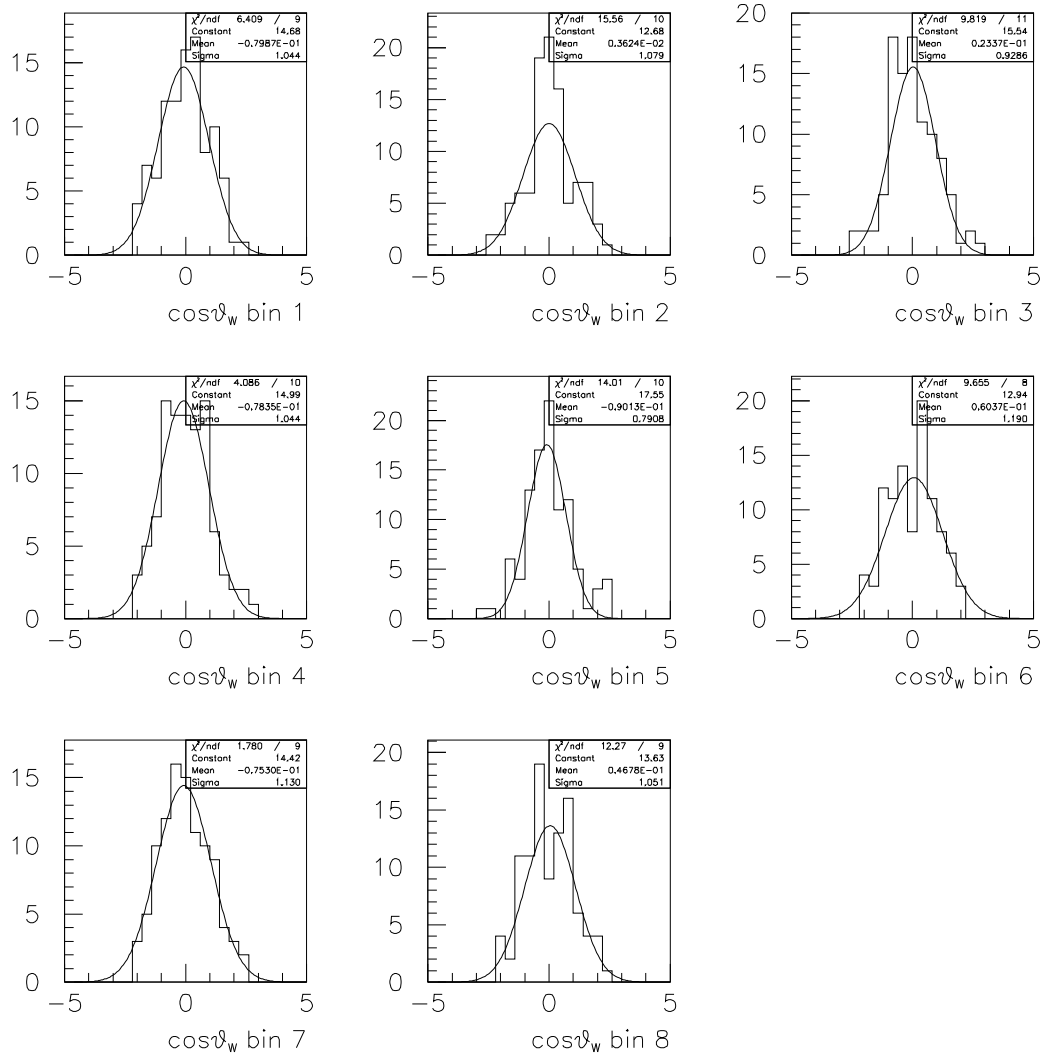 χ²/ndf 6.409 / 9
Constant 14.68
Mean -0.7987E-01
Sigma 1.044
15
10
5
0
-5 0 5
cosϑw bin 1
χ²/ndf 15.56 / 10
Constant 12.68
Mean 0.3624E-02
Sigma 1.079
20
15
10
5
0
-5 0 5
cosϑw bin 2
χ²/ndf 9.819 / 11
Constant 15.54
Mean 0.2337E-01
Sigma 0.9286
20
15
10
5
0
-5 0 5
cosϑw bin 3
χ²/ndf 4.086 / 10
Constant 14.99
Mean -0.7835E-01
Sigma 1.044
15
10
5
0
-5 0 5
cosϑw bin 4
χ²/ndf 14.01 / 10
Constant 17.55
Mean -0.9013E-01
Sigma 0.7908
20
15
10
5
0
-5 0 5
cosϑw bin 5
χ²/ndf 9.655 / 8
Constant 12.94
Mean 0.6037E-01
Sigma 1.190
20
15
10
5
0
-5 0 5
cosϑw bin 6
χ²/ndf 1.780 / 9
Constant 14.42
Mean -0.7530E-01
Sigma 1.130
15
10
5
0
-5 0 5
cosϑw bin 7
χ²/ndf 12.27 / 9
Constant 13.63
Mean 0.4678E-01
Sigma 1.051
20
15
10
5
0
-5 0 5
cosϑw bin 8